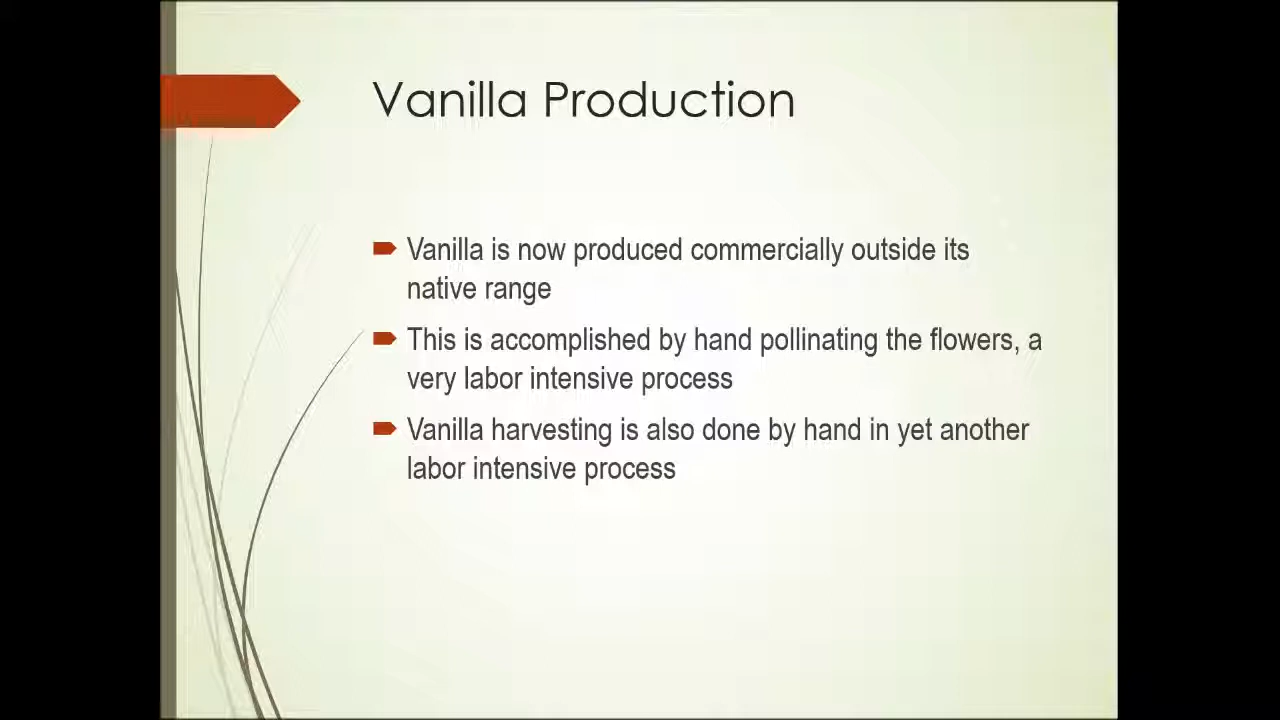 Vanilla Production
Vanilla is now produced commercially outside its
native range
This is accomplished by hand pollinating the flowers, a
very labor intensive process
Vanilla harvesting is also done by hand in yet another
labor intensive process